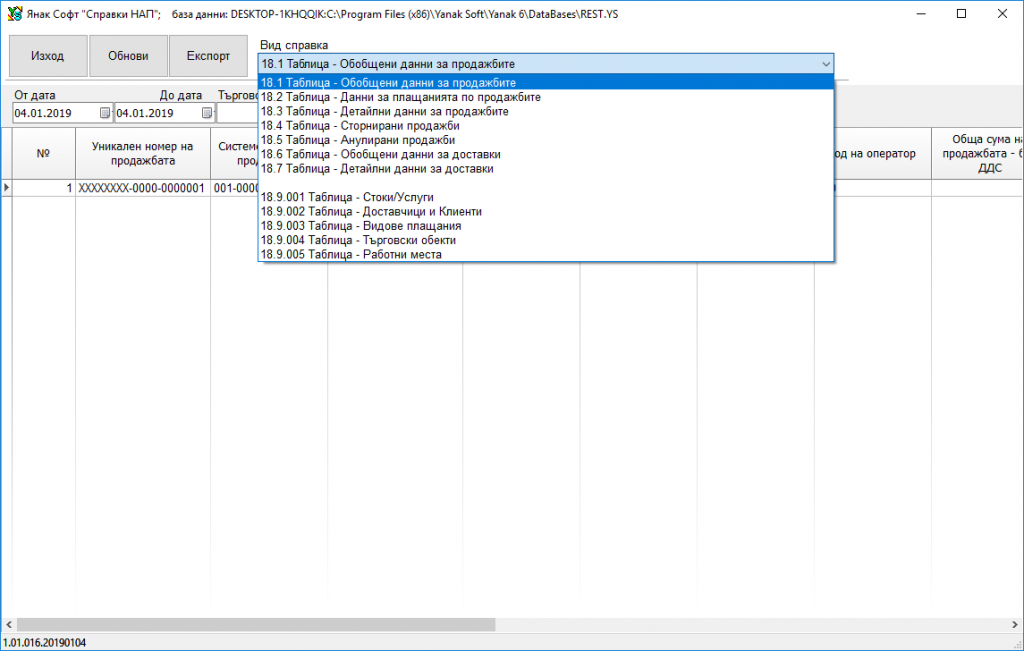 Янак Софт "Справки НАП";    база данни: DESKTOP-1KHQQIK:C:\Program Files (x86)\Yanak Soft\Yanak 6\DataBases\REST.YS
Изход
Обнови
Експорт
Вид справка
18.1 Таблица - Обобщени данни за продажбите
18.1 Таблица - Обобщени данни за продажбите
18.2 Таблица - Данни за плащанията по продажбите
18.3 Таблица - Детайлни данни за продажбите
18.4 Таблица - Сторнирани продажби
18.5 Таблица - Анулирани продажби
18.6 Таблица - Обобщени данни за доставки
18.7 Таблица - Детайлни данни за доставки
18.9.001 Таблица - Стоки/Услуги
18.9.002 Таблица - Доставчици и Клиенти
18.9.003 Таблица - Видове плащания
18.9.004 Таблица - Търговски обекти
18.9.005 Таблица - Работни места
От дата
До дата
04.01.2019
04.01.2019
№
Уникален номер на
продажбата
на оператор
Обща сума
продажбата -
ДДС
1
XXXXXXXX-0000-0000001
1.01.016.20190104